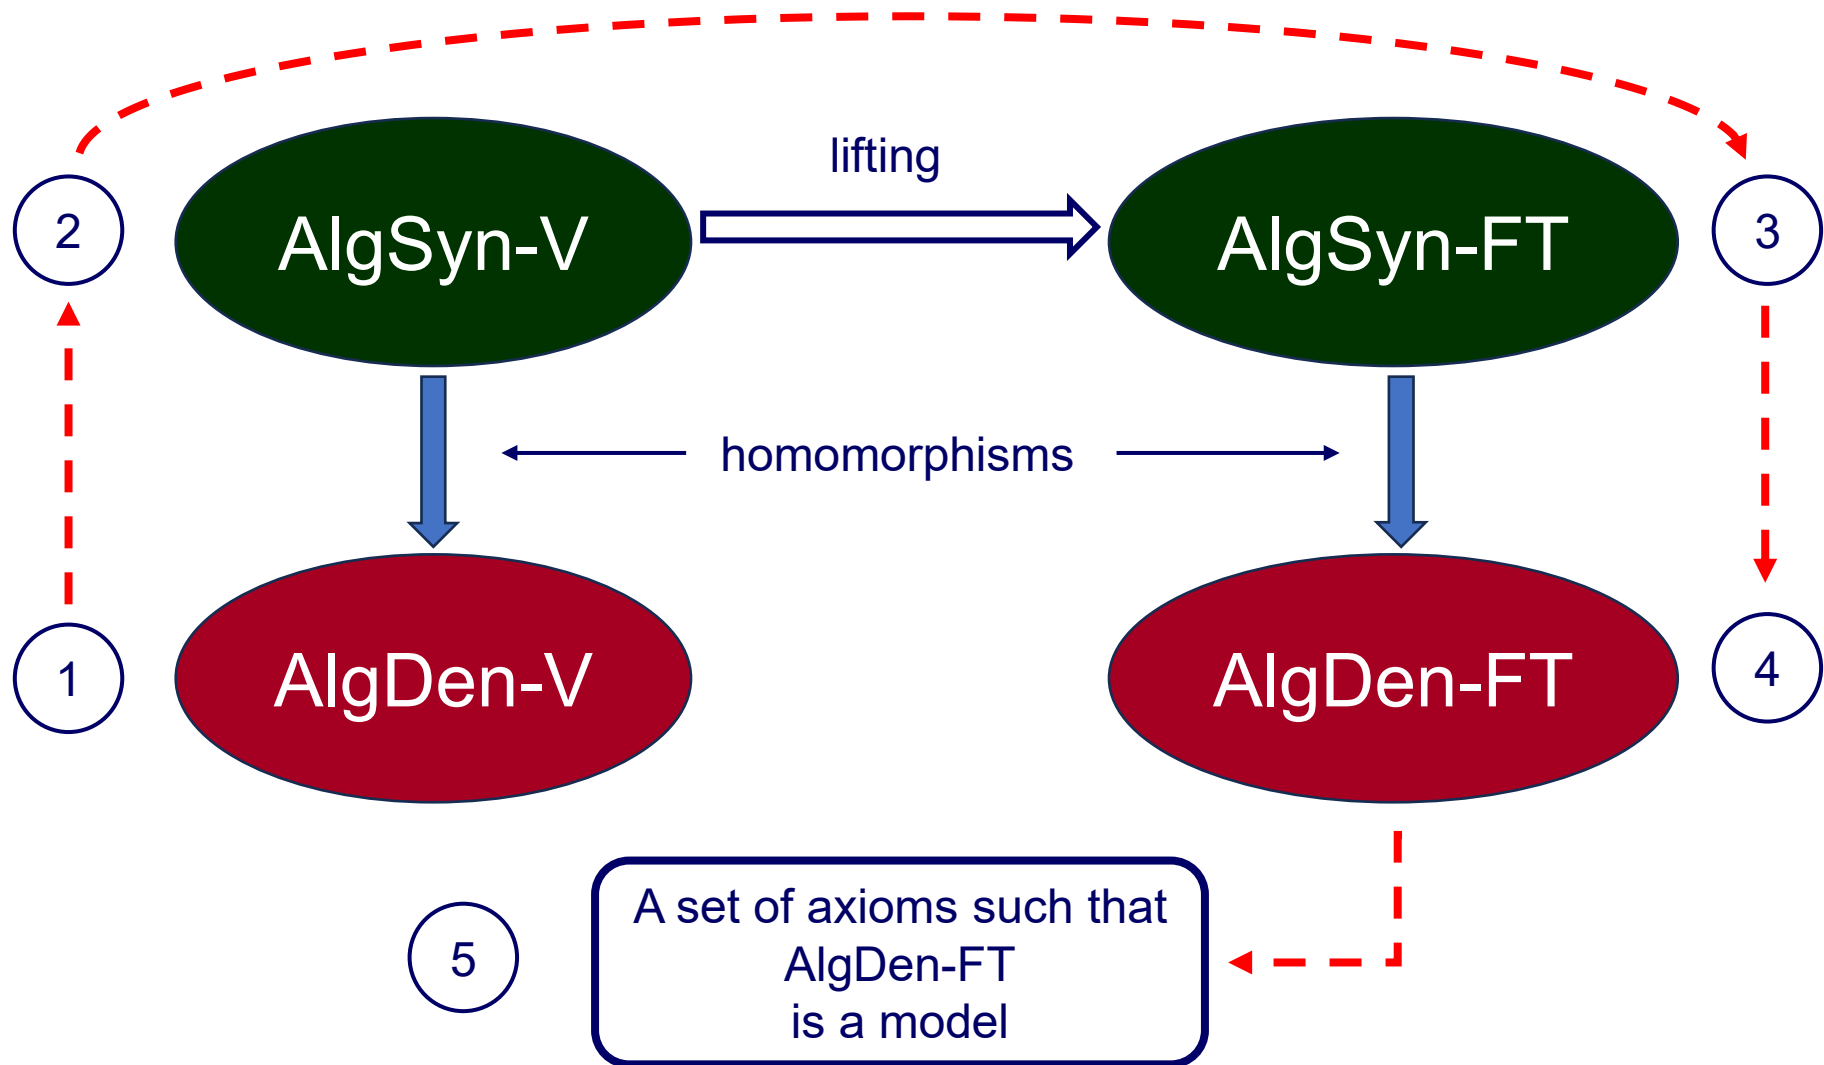 lifting
2
AlgSyn-V
AlgSyn-FT
3
homomorphisms
1
AlgDen-V
AlgDen-FT
4
5
A set of axioms such that
AlgDen-FT
is a model